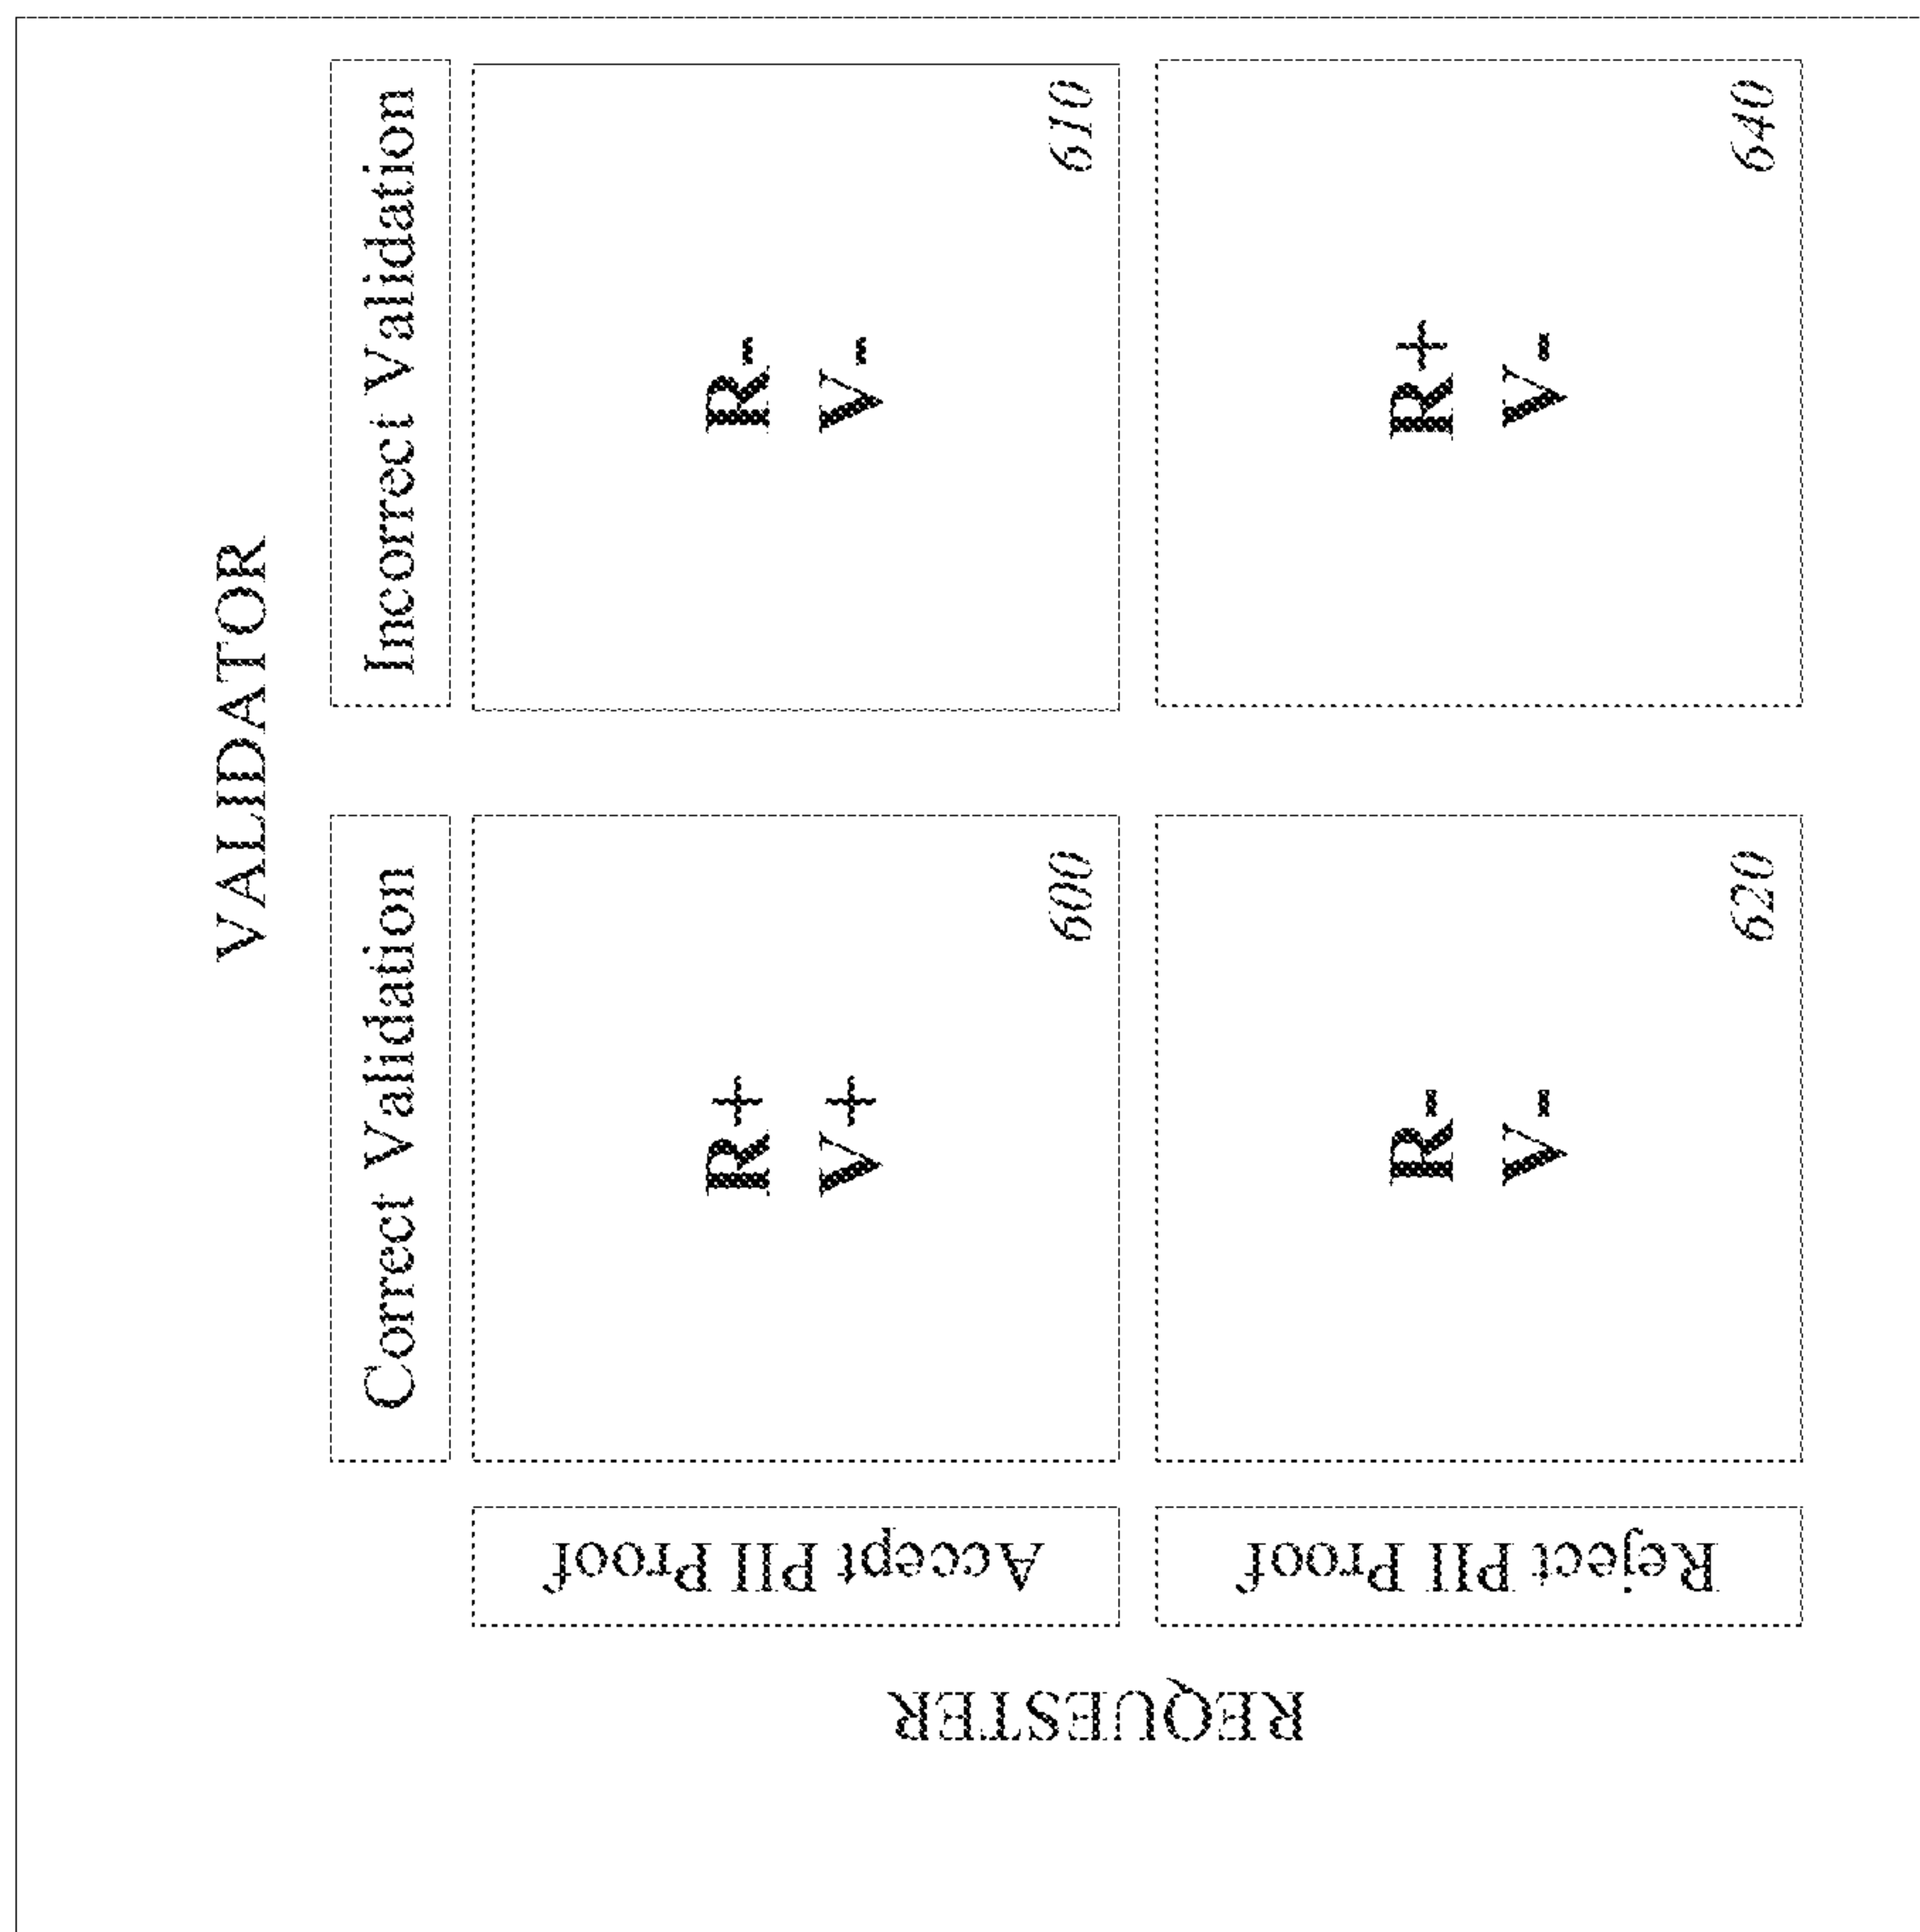 VALIDATOR
Correct Validation
Incorrect Validation
REQUESTER
Accept PII Proof
R+
V+
600
R-
V-
610
Reject PII Proof
R-
V-
620
R+
V-
640